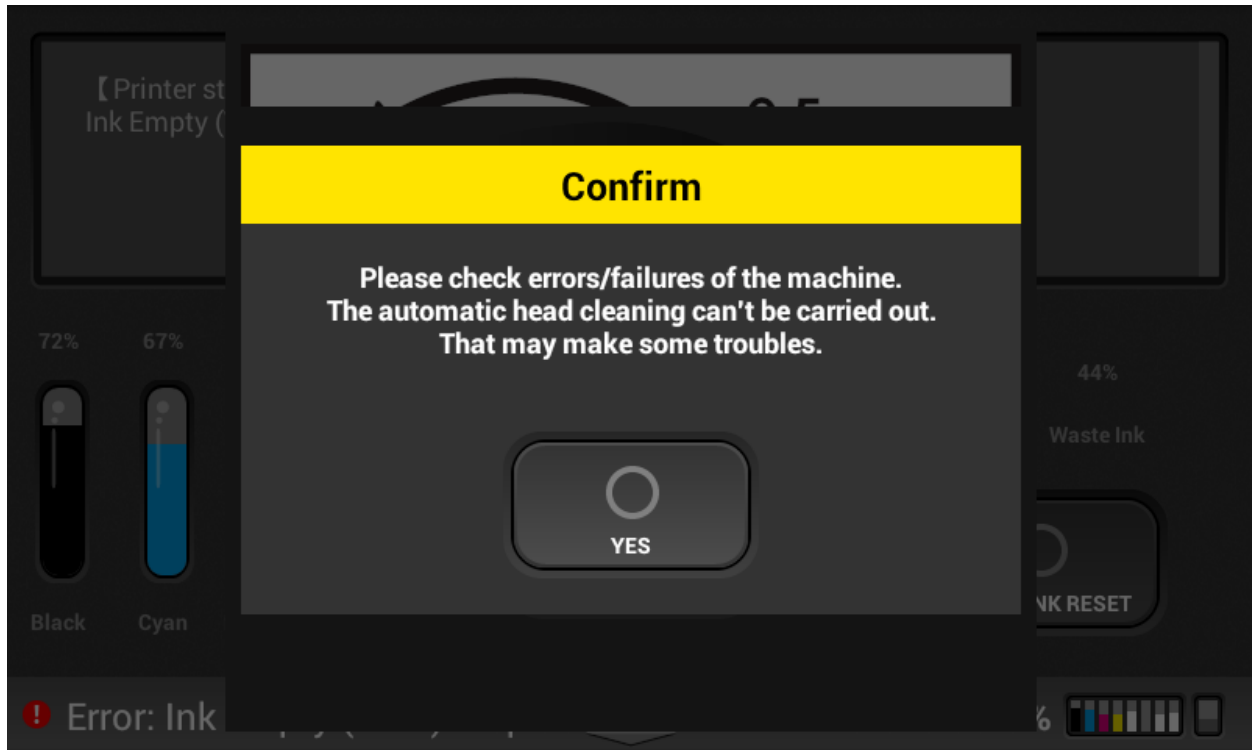 【Printer st
Ink Empty (
Confirm
Please check errors/failures of the machine.
The automatic head cleaning can't be carried out.
That may make some troubles.
YES
72%
67%
44%
Waste Ink
NK RESET
Black
Cyan
Error: Ink
%